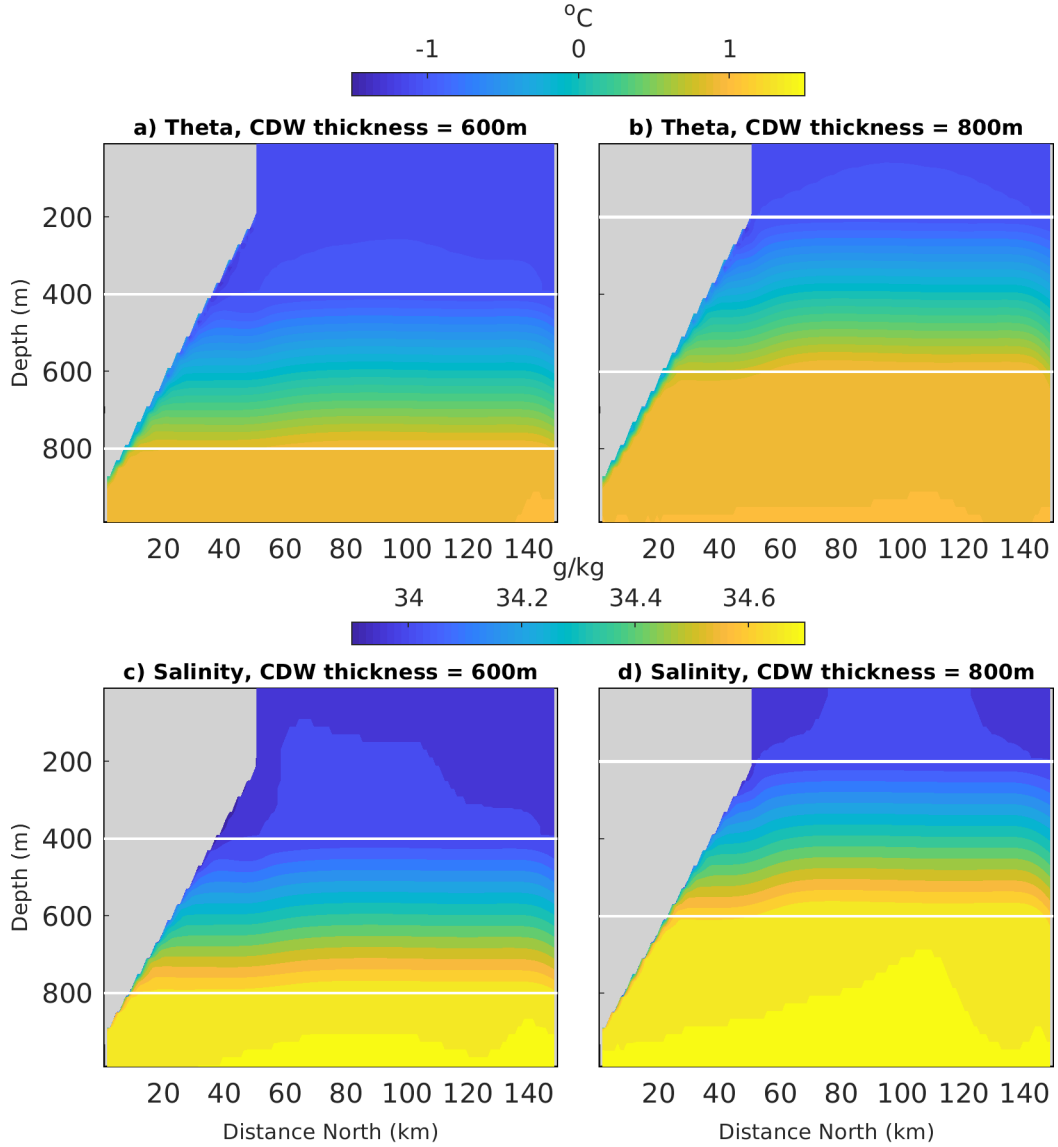 °C
-1 0 1
a) Theta, CDW thickness = 600m
b) Theta, CDW thickness = 800m
200
400
600
800
Depth (m)
20 40 60 80 100 120 140
20 40 60 80 100 120 140
g/kg
34 34.2 34.4 34.6
c) Salinity, CDW thickness = 600m
d) Salinity, CDW thickness = 800m
200
400
600
800
Depth (m)
20 40 60 80 100 120 140
20 40 60 80 100 120 140
Distance North (km)
Distance North (km)